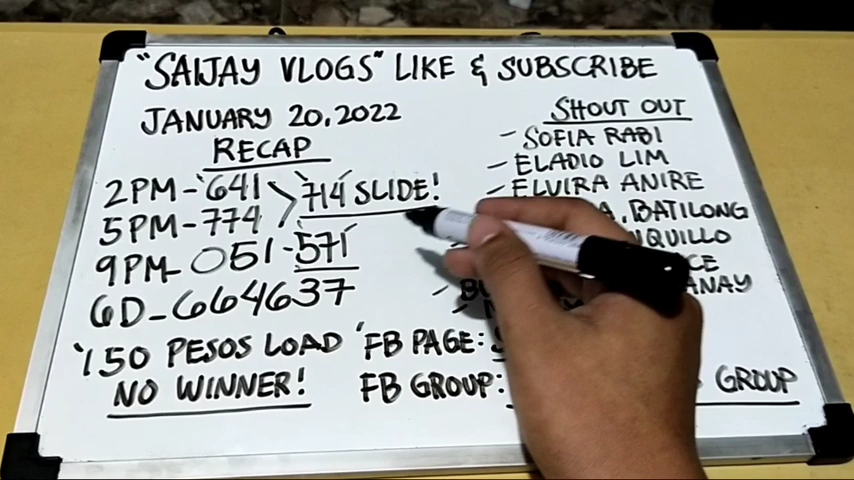 "SAIJAY VLOGS" LIKE & SUBSCRIBE
JANUARY 20, 2022
RECAP
2PM - 641
5PM - 774
714 SLIDE!
9PM - 051 - 571
6D - 664637
150 PESOS LOAD
NO WINNER!
SHOUT OUT
- SOFIA RABI
- ELADIO LIM
- ELVIRA ANIRE
BATILONG
FB PAGE:
FB GROUP: GROUP